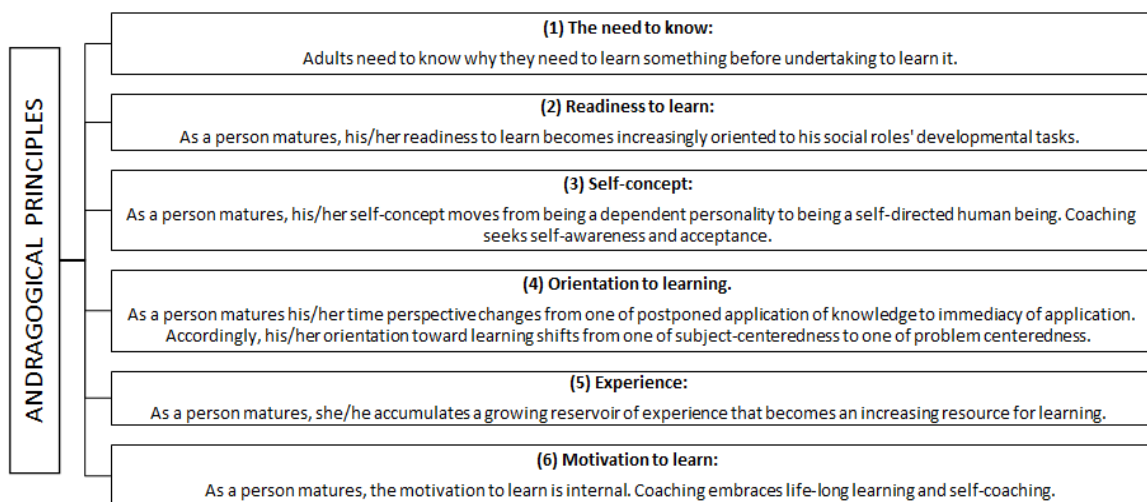 ANDRAGOGICAL PRINCIPLES
(1) The need to know:
Adults need to know why they need to learn something before undertaking to learn it.
(2) Readiness to learn:
As a person matures, his/her readiness to learn becomes increasingly oriented to his social roles' developmental tasks.
(3) Self-concept:
As a person matures, his/her self-concept moves from being a dependent personality to being a self-directed human being. Coaching
seeks self-awareness and acceptance.
(4) Orientation to learning.
As a person matures his/her time perspective changes from one of postponed application of knowledge to immediacy of application.
Accordingly, his/her orientation toward learning shifts from one of subject-centeredness to one of problem centeredness.
(5) Experience:
As a person matures, she/he accumulates a growing reservoir of experience that becomes an increasing resource for learning.
(6) Motivation to learn:
As a person matures, the motivation to learn is internal. Coaching embraces life-long learning and self-coaching.